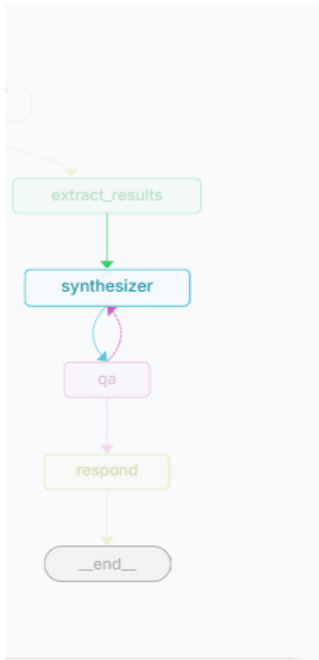 extract_results
synthesizer
qa
respond
__end__